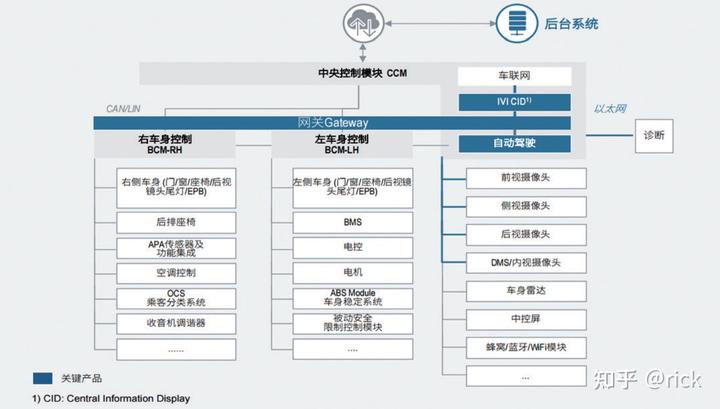 后台系统
中央控制模块 CCM
车联网
CAN/LIN
IVI CID1)
以太网
网关Gateway
右车身控制
BCM-RH
左车身控制
BCM-LH
自动驾驶
诊断
右侧车身 (门/窗/座椅/后视
镜头尾灯/EPB)
后排座椅
APA传感器及
功能集成
空调控制
OCS
乘客分类系统
收音机调谐器
......
左侧车身 (门/窗/座椅/后视
镜头尾灯/EPB)
BMS
电控
电机
ABS Module
车身稳定系统
被动安全
限制控制模块
....
前视摄像头
侧视摄像头
后视摄像头
DMS/内视摄像头
车身雷达
中控屏
蜂窝/蓝牙/WiFi模块
...
关键产品
1) CID: Central Information Display
知乎 @rick